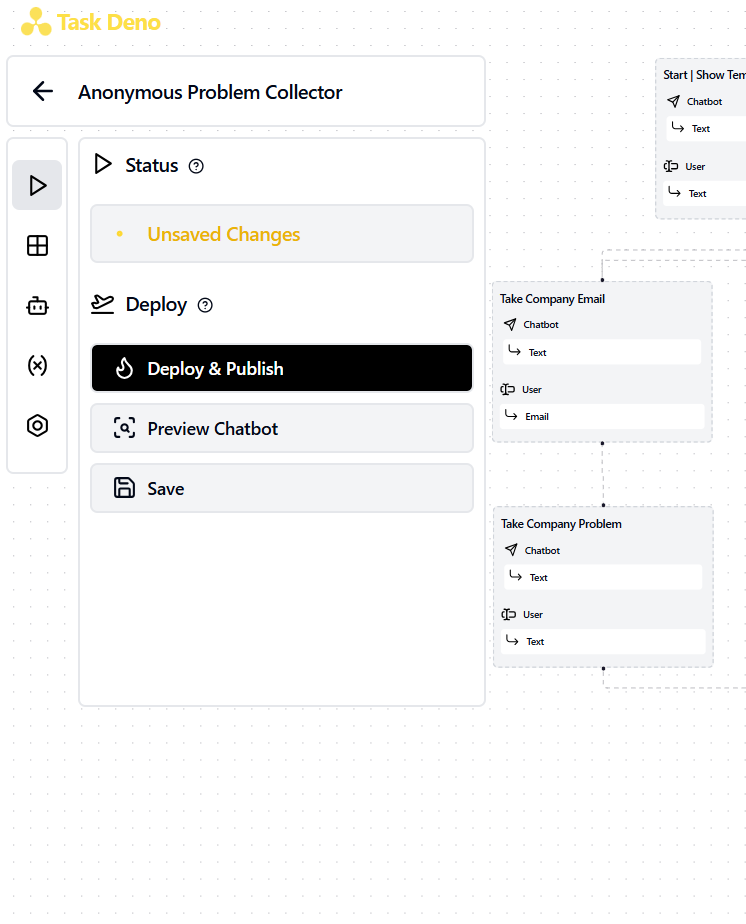 Task Deno
Anonymous Problem Collector
Status
Unsaved Changes
Deploy
Deploy & Publish
Preview Chatbot
Save
Start | Show Tem
Chatbot
Text
User
Text
Take Company Email
Chatbot
Text
User
Email
Take Company Problem
Chatbot
Text
User
Text